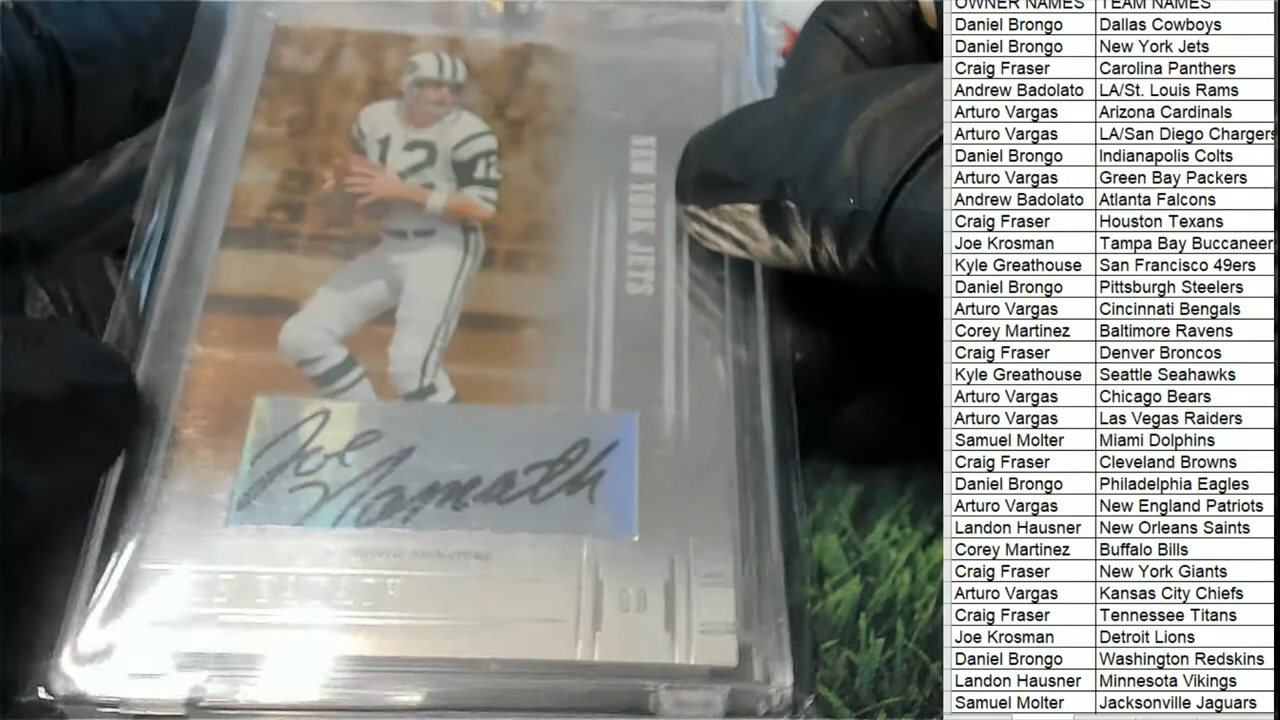 12
12
NEW YORK JETS
Joe Namath
QB
OWNER NAMES TEAM NAMES
Daniel Brongo Dallas Cowboys
Daniel Brongo New York Jets
Craig Fraser Carolina Panthers
Andrew Badolato LA/St. Louis Rams
Arturo Vargas Arizona Cardinals
Arturo Vargas LA/San Diego Chargers
Daniel Brongo Indianapolis Colts
Arturo Vargas Green Bay Packers
Andrew Badolato Atlanta Falcons
Craig Fraser Houston Texans
Joe Krosman Tampa Bay Buccaneer
Kyle Greathouse San Francisco 49ers
Daniel Brongo Pittsburgh Steelers
Arturo Vargas Cincinnati Bengals
Corey Martinez Baltimore Ravens
Craig Fraser Denver Broncos
Kyle Greathouse Seattle Seahawks
Arturo Vargas Chicago Bears
Arturo Vargas Las Vegas Raiders
Samuel Molter Miami Dolphins
Craig Fraser Cleveland Browns
Daniel Brongo Philadelphia Eagles
Arturo Vargas New England Patriots
Landon Hausner New Orleans Saints
Corey Martinez Buffalo Bills
Craig Fraser New York Giants
Arturo Vargas Kansas City Chiefs
Craig Fraser Tennessee Titans
Joe Krosman Detroit Lions
Daniel Brongo Washington Redskins
Landon Hausner Minnesota Vikings
Samuel Molter Jacksonville Jaguars